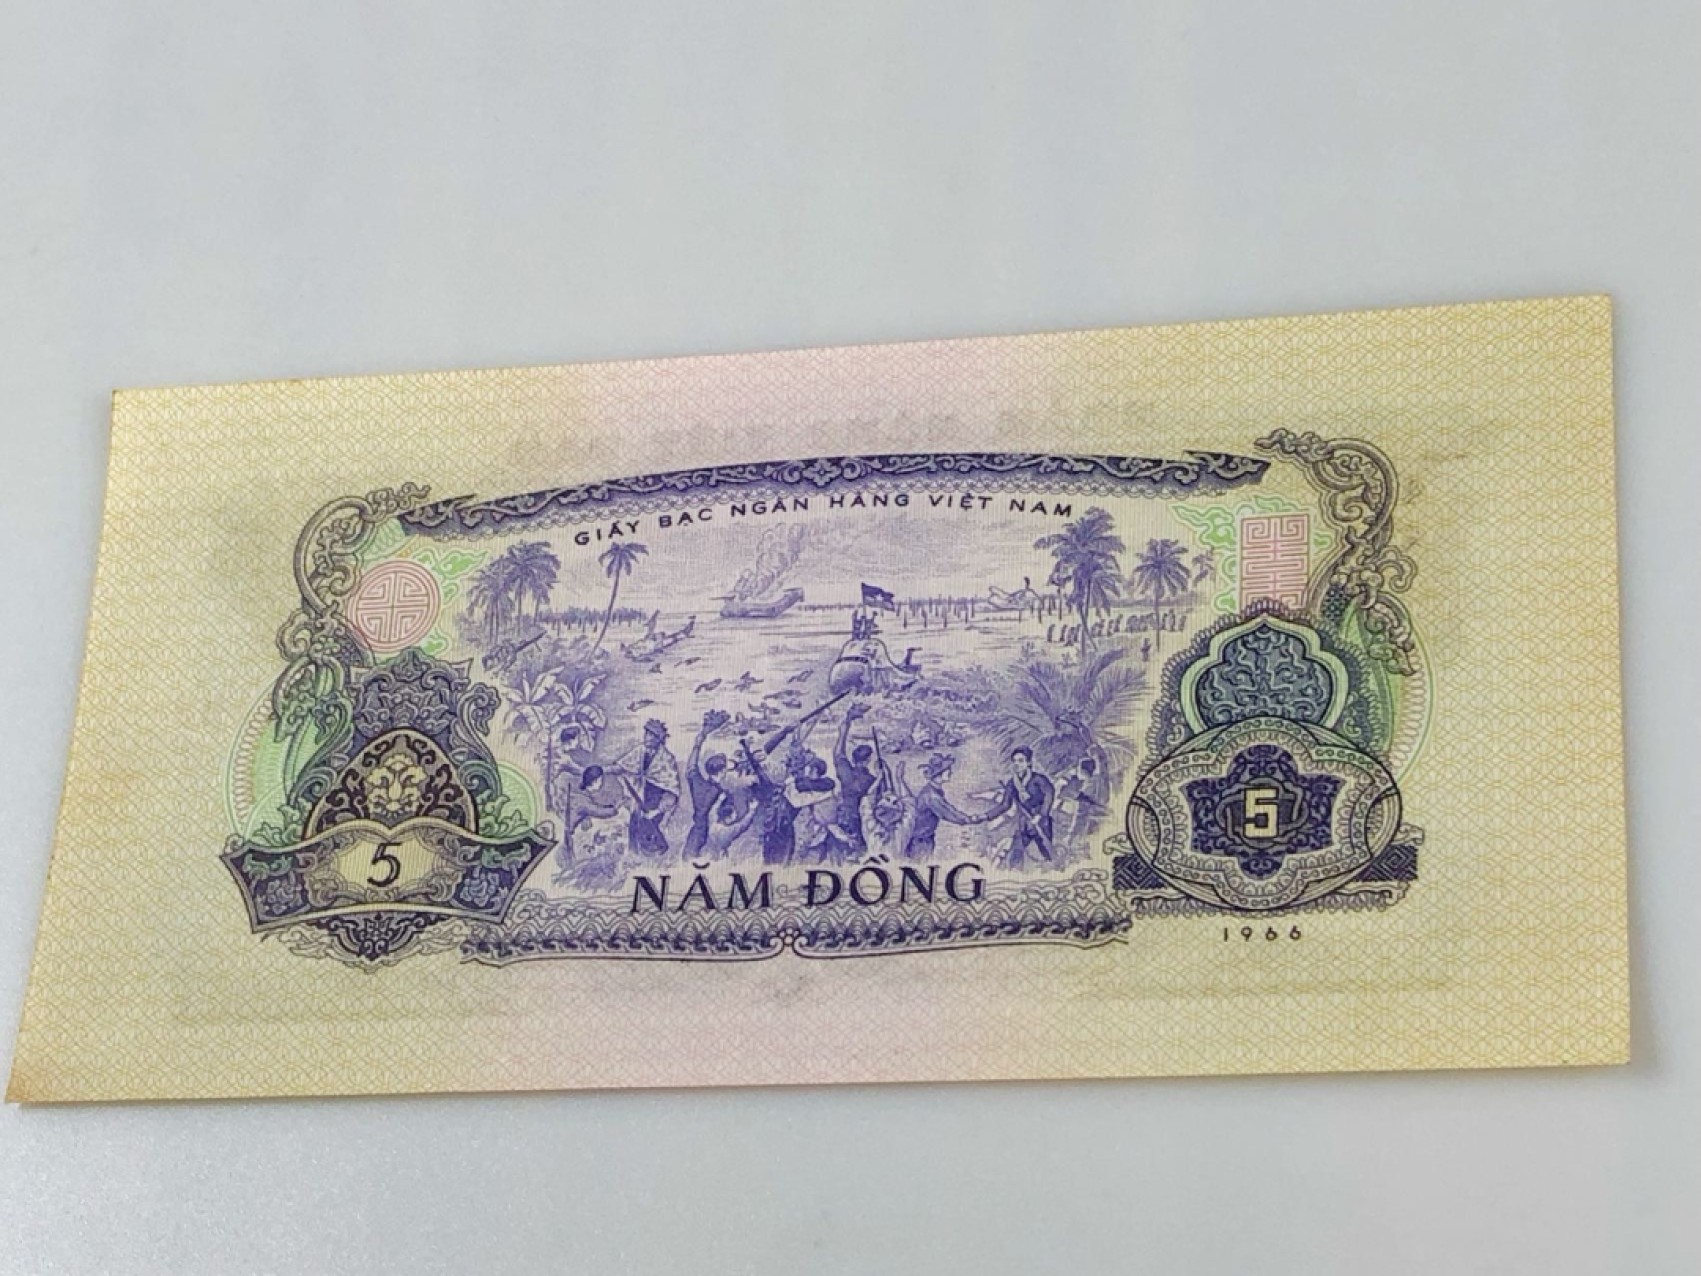 GIẤY BẠC NGÂN HÀNG VIỆT NAM
5
5
NĂM ĐỒNG
1966